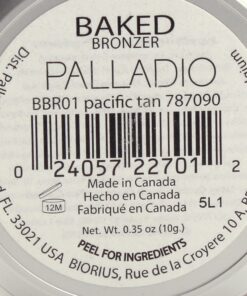 BAKED
BRONZER
PALLADIO
BBR01 pacific tan 787090
0 24057 22701 2
12M
Made in Canada
Hecho en Canada
Fabriqué en Canada
5L1
Net. Wt. 0.35 oz (10g.)
PEEL FOR INGREDIENTS
FL. 33021 USA BIORIUS, Rue de la Croyere 10 A
Dist. Pall